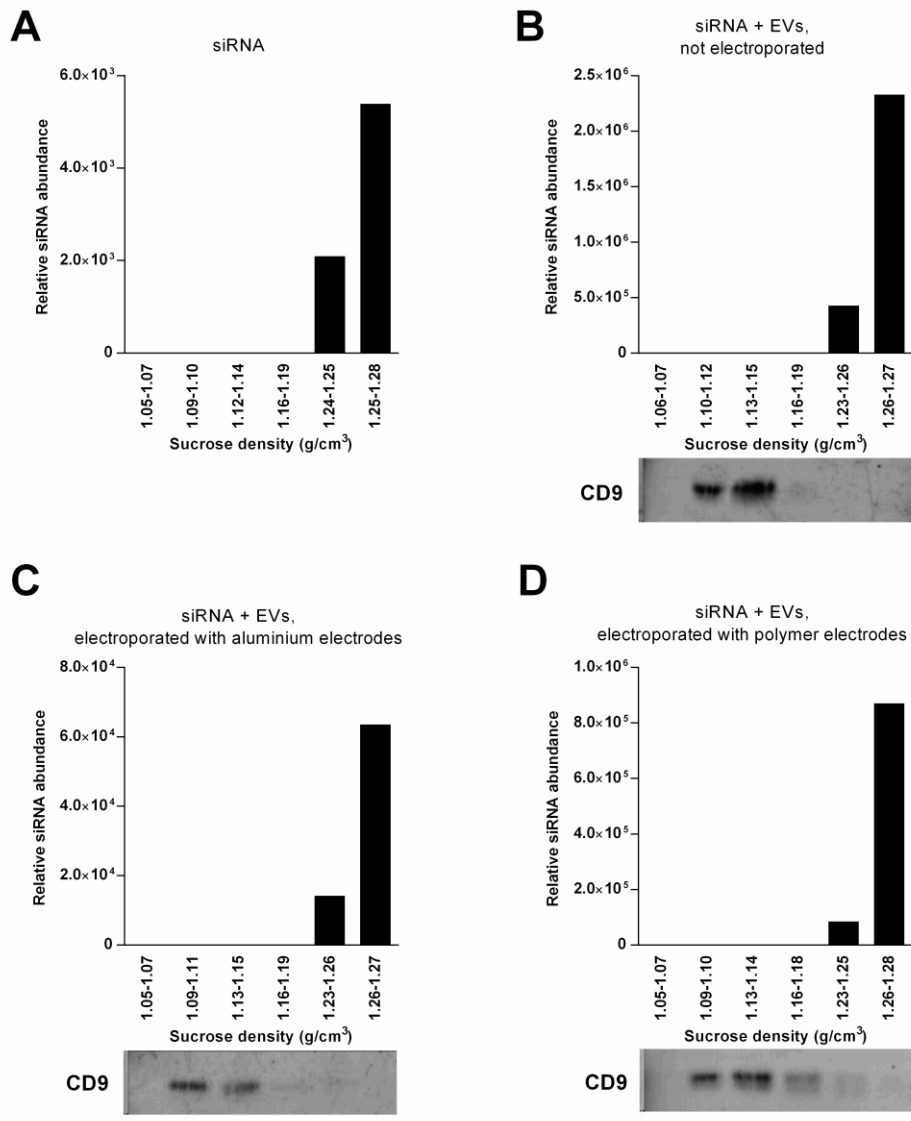 A
siRNA
6.0×10³
4.0×10³
2.0×10³
0
Relative siRNA abundance
1.05-1.07
1.09-1.10
1.12-1.14
1.16-1.19
1.24-1.25
1.25-1.28
Sucrose density (g/cm³)
B
siRNA + EVs,
not electroporated
2.5×10⁶
2.0×10⁶
1.5×10⁶
1.0×10⁶
5.0×10⁵
0
Relative siRNA abundance
1.06-1.07
1.10-1.12
1.13-1.15
1.16-1.19
1.23-1.26
1.26-1.27
Sucrose density (g/cm³)
CD9
C
siRNA + EVs,
electroporated with aluminium electrodes
8.0×10⁴
6.0×10⁴
4.0×10⁴
2.0×10⁴
0
Relative siRNA abundance
1.05-1.07
1.09-1.11
1.13-1.15
1.16-1.19
1.23-1.26
1.26-1.27
Sucrose density (g/cm³)
CD9
D
siRNA + EVs,
electroporated with polymer electrodes
1.0×10⁶
8.0×10⁵
6.0×10⁵
4.0×10⁵
2.0×10⁵
0
Relative siRNA abundance
1.05-1.07
1.09-1.10
1.13-1.14
1.16-1.18
1.23-1.25
1.26-1.28
Sucrose density (g/cm³)
CD9